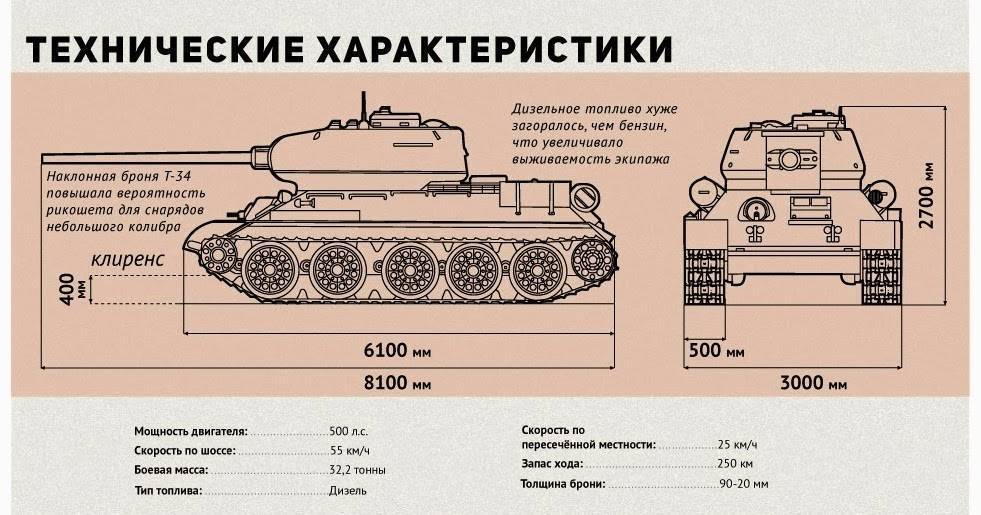 ТЕХНИЧЕСКИЕ ХАРАКТЕРИСТИКИ
Дизельное топливо хуже
загоралось, чем бензин,
что увеличивало
выживаемость экипажа
Наклонная броня Т-34
повышала вероятность
рикошета для снарядов
небольшого колибра
клиренс
400 мм
2700 мм
6100 мм
8100 мм
500 мм
3000 мм
Мощность двигателя: 500 л.с.
Скорость по шоссе: 55 км/ч
Боевая масса: 32,2 тонны
Тип топлива: Дизель
Скорость по
пересечённой местности: 25 км/ч
Запас хода: 250 км
Толщина брони: 90-20 мм